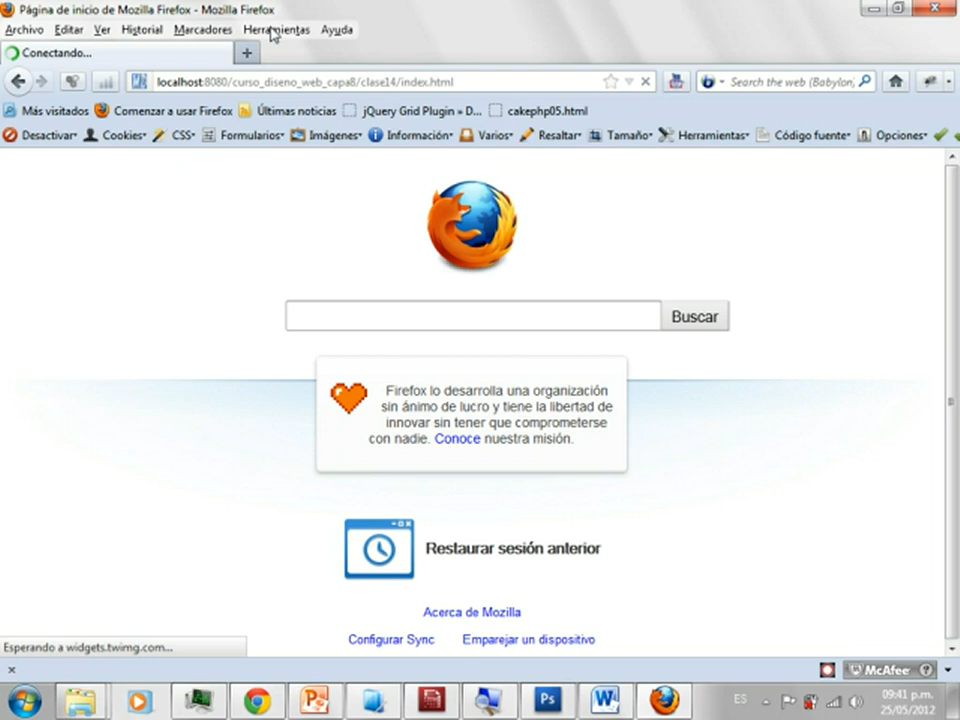 Página de inicio de Mozilla Firefox - Mozilla Firefox
Archivo Editar Ver Historial Marcadores Herramientas Ayuda
Conectando... +
localhost:8080/curso_diseno_web_capa8/clase14/index.html Search the web (Babylon)
Más visitados Comenzar a usar Firefox Últimas noticias jQuery Grid Plugin » D... cakephp05.html
Desactivar Cookies CSS Formularios Imágenes Información Varios Resaltar Tamaño Herramientas Código fuente Opciones
Buscar
Firefox lo desarrolla una organización
sin ánimo de lucro y tiene la libertad de
innovar sin tener que comprometerse
con nadie. Conoce nuestra misión.
Restaurar sesión anterior
Acerca de Mozilla
Configurar Sync Emparejar un dispositivo
Esperando a widgets.twimg.com...
McAfee
ES 09:41 p.m.
25/05/2012